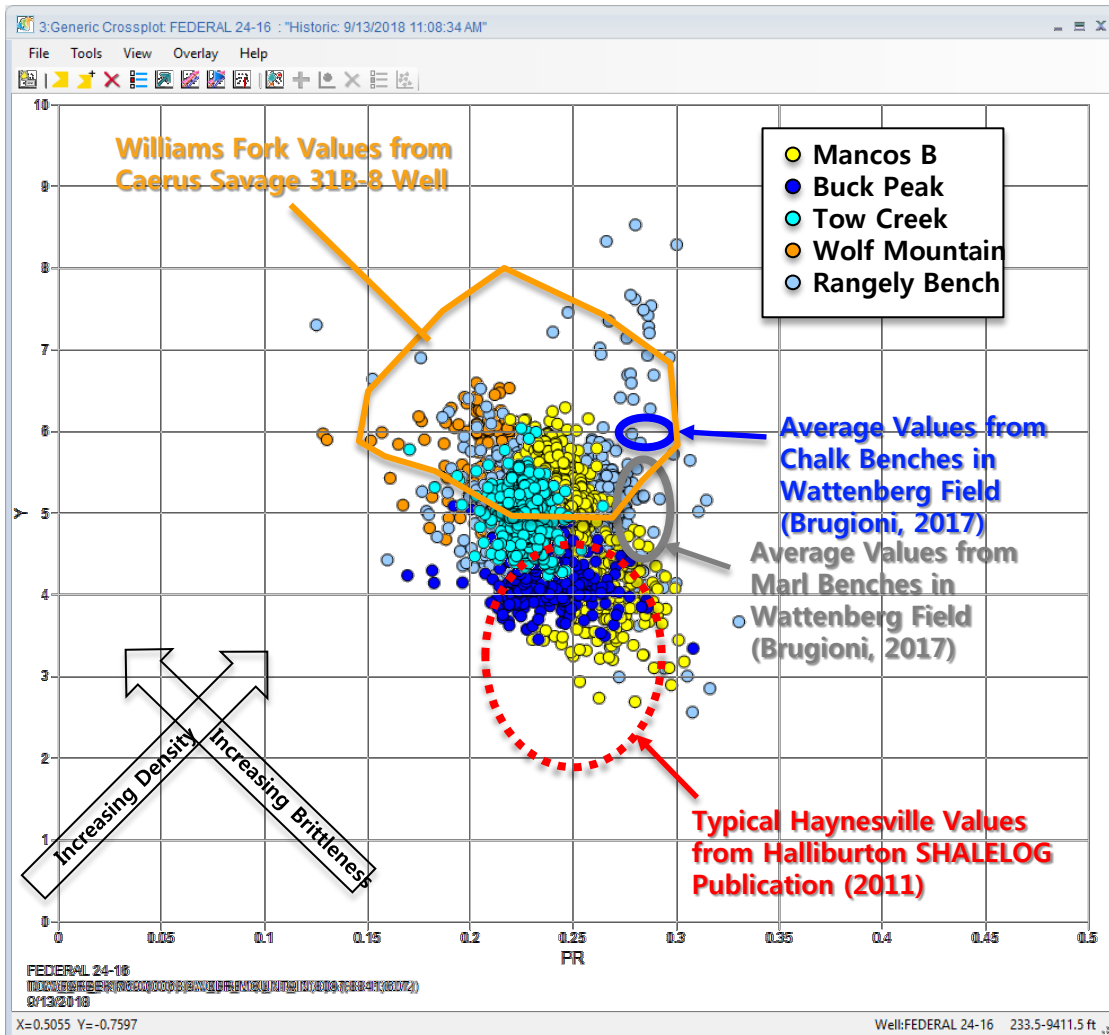 3:Generic Crossplot: FEDERAL 24-16 : "Historic: 9/13/2018 11:08:34 AM"
File Tools View Overlay Help
10
9
8
7
6
5
4
3
2
1
0
Y
Williams Fork Values from
Caerus Savage 31B-8 Well
Mancos B
Buck Peak
Tow Creek
Wolf Mountain
Rangely Bench
Average Values from
Chalk Benches in
Wattenberg Field
(Brugioni, 2017)
Average Values from
Marl Benches in
Wattenberg Field
(Brugioni, 2017)
Increasing Density
Increasing Brittleness
Typical Haynesville Values
from Halliburton SHALELOG
Publication (2011)
0 0.05 0.1 0.15 0.2 0.25 0.3 0.35 0.4 0.45 0.5
PR
FEDERAL 24-16
9/13/2018
X=0.5055 Y=-0.7597 Well:FEDERAL 24-16 233.5-9411.5 ft